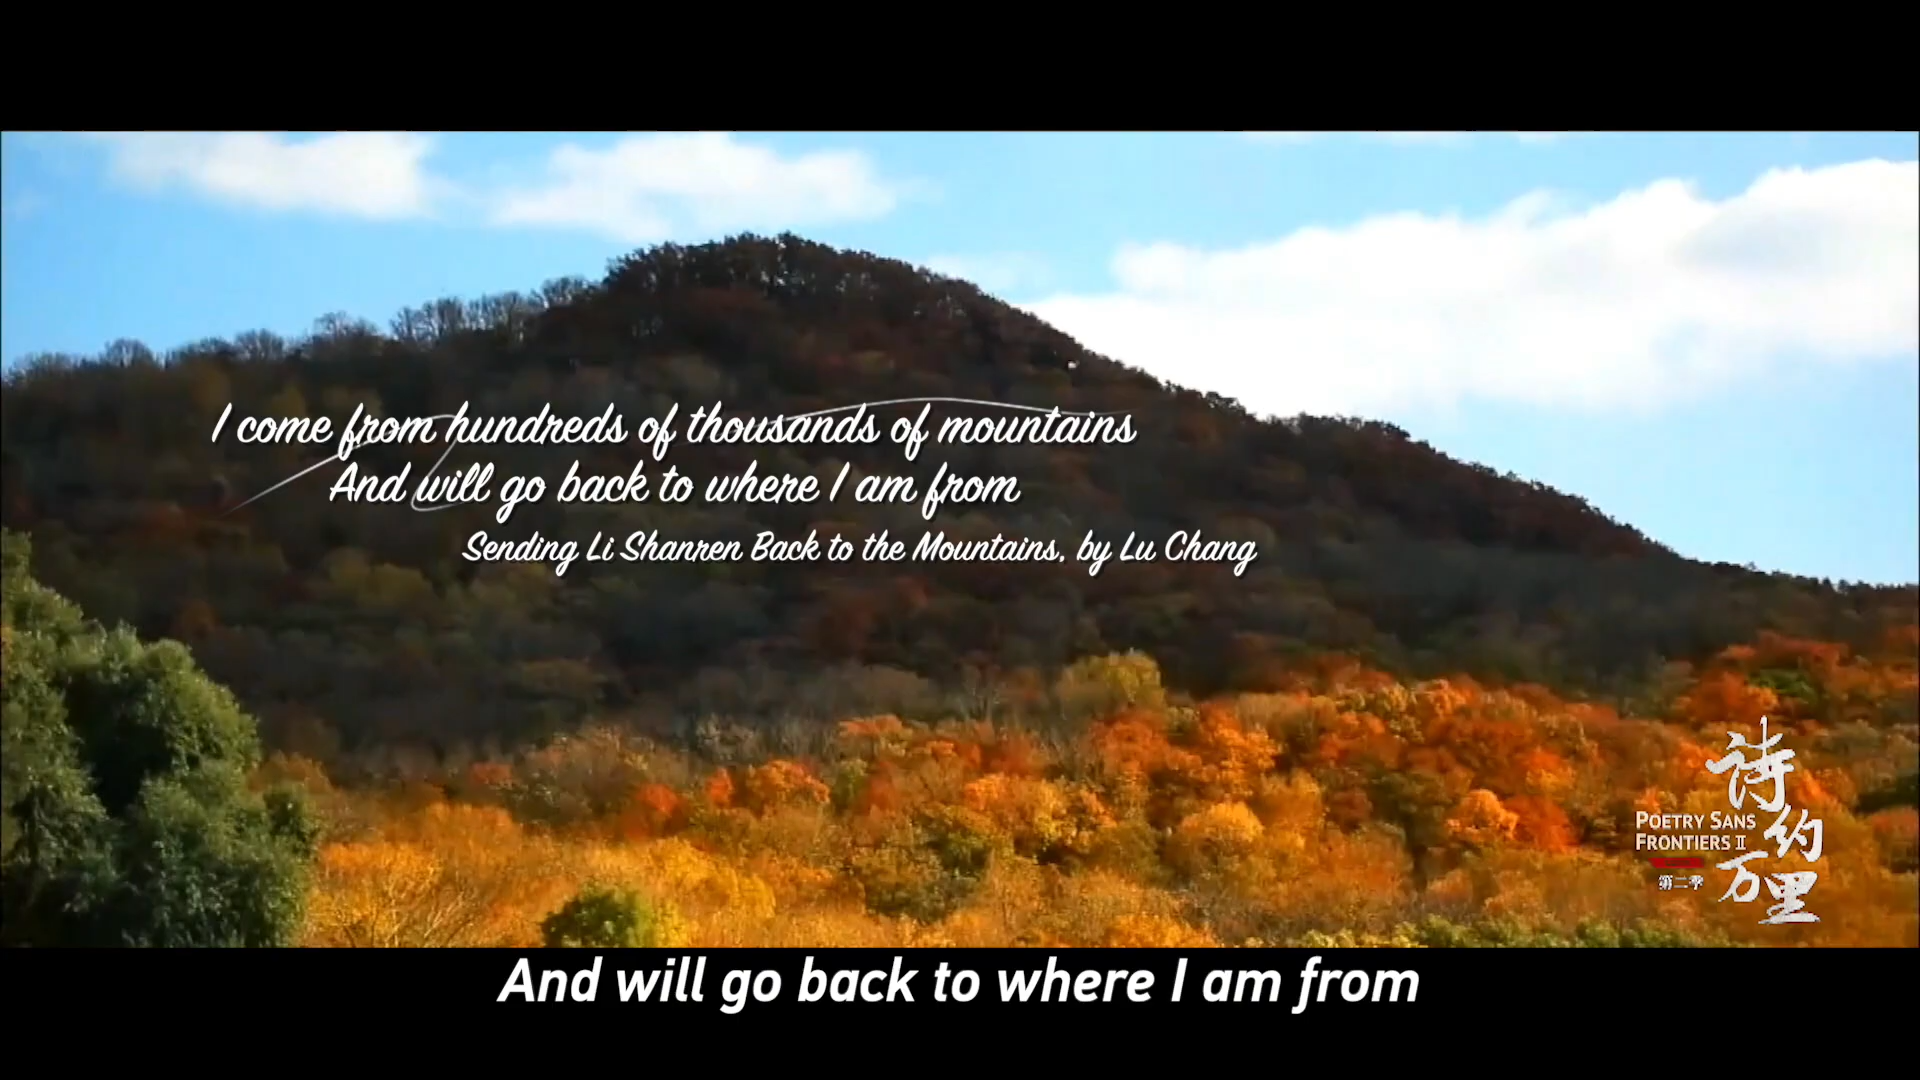 I come from hundreds of thousands of mountains
And will go back to where I am from
Sending Li Shanren Back to the Mountains, by Lu Chang
诗约万里
POETRY SANS
FRONTIERS II
第二季
And will go back to where I am from